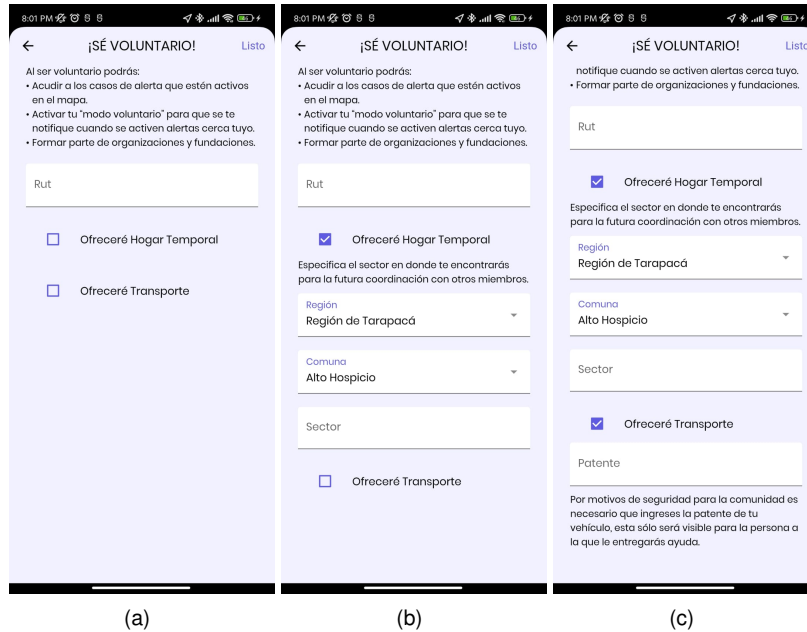 8:01 PM
¡SÉ VOLUNTARIO!
Listo
Al ser voluntario podrás:
• Acudir a los casos de alerta que estén activos
en el mapa.
• Activar tu "modo voluntario" para que se te
notifique cuando se activen alertas cerca tuyo.
• Formar parte de organizaciones y fundaciones.
Rut
Ofreceré Hogar Temporal
Ofreceré Transporte
(a)
8:01 PM
¡SÉ VOLUNTARIO!
Listo
Al ser voluntario podrás:
• Acudir a los casos de alerta que estén activos
en el mapa.
• Activar tu "modo voluntario" para que se te
notifique cuando se activen alertas cerca tuyo.
• Formar parte de organizaciones y fundaciones.
Rut
Ofreceré Hogar Temporal
Especifica el sector en donde te encontrarás
para la futura coordinación con otros miembros.
Región
Región de Tarapacá
Comuna
Alto Hospicio
Sector
Ofreceré Transporte
(b)
8:01 PM
¡SÉ VOLUNTARIO!
Listo
notifique cuando se activen alertas cerca tuyo.
• Formar parte de organizaciones y fundaciones.
Rut
Ofreceré Hogar Temporal
Especifica el sector en donde te encontrarás
para la futura coordinación con otros miembros.
Región
Región de Tarapacá
Comuna
Alto Hospicio
Sector
Ofreceré Transporte
Patente
Por motivos de seguridad para la comunidad es
necesario que ingreses la patente de tu
vehículo, esta sólo será visible para la persona a
la que le entregarás ayuda.
(c)